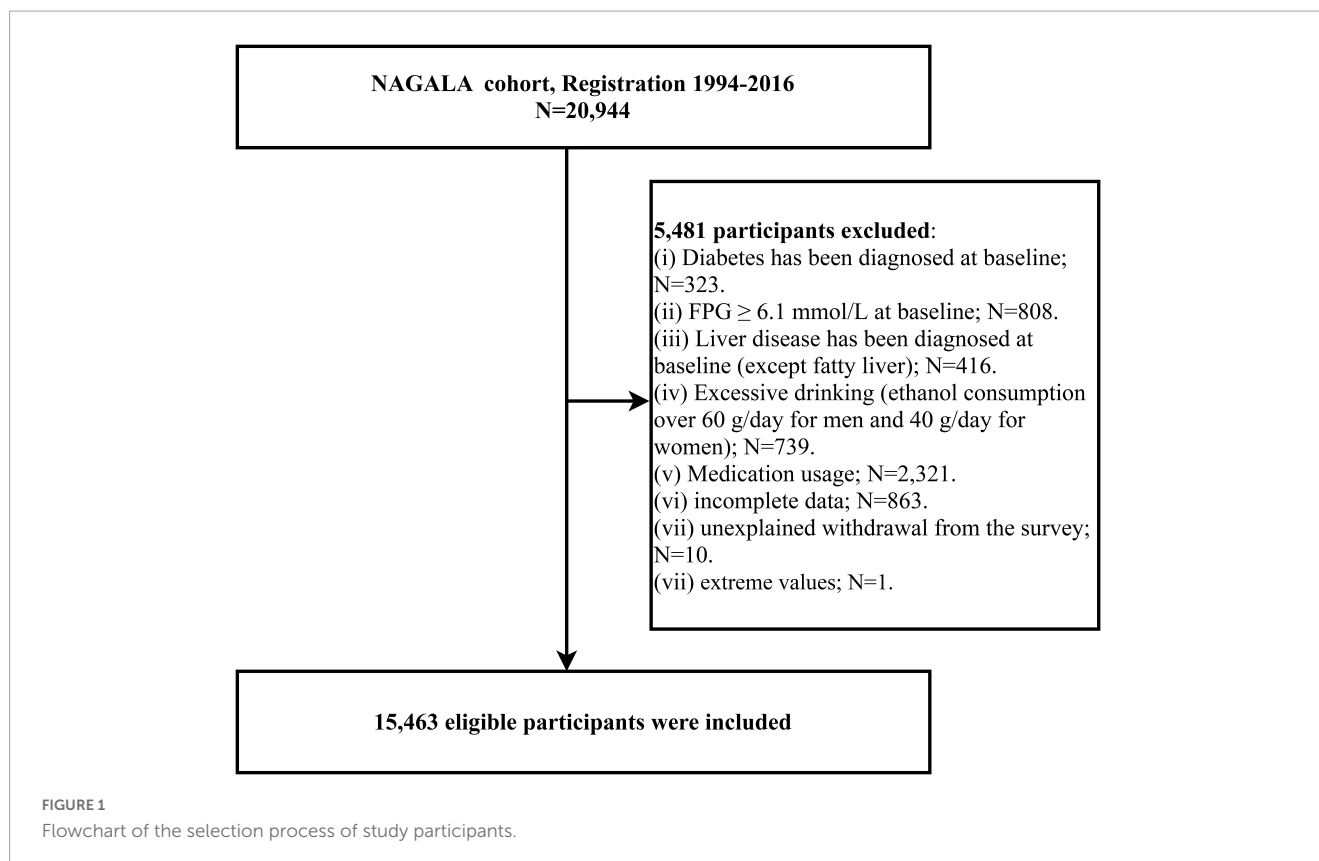 NAGALA cohort, Registration 1994-2016
N=20,944
5,481 participants excluded:
(i) Diabetes has been diagnosed at baseline;
N=323.
(ii) FPG ≥ 6.1 mmol/L at baseline; N=808.
(iii) Liver disease has been diagnosed at
baseline (except fatty liver); N=416.
(iv) Excessive drinking (ethanol consumption
over 60 g/day for men and 40 g/day for
women); N=739.
(v) Medication usage; N=2,321.
(vi) incomplete data; N=863.
(vii) unexplained withdrawal from the survey;
N=10.
(vii) extreme values; N=1.
15,463 eligible participants were included
FIGURE 1
Flowchart of the selection process of study participants.